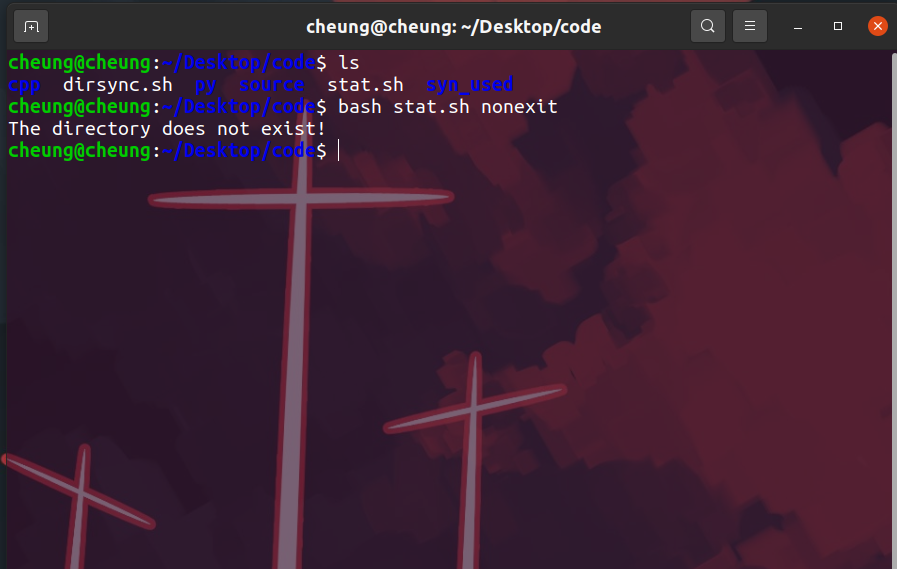 cheung@cheung: ~/Desktop/code
cheung@cheung:~/Desktop/code$ ls
cpp  dirsync.sh  py  source  stat.sh  syn_used
cheung@cheung:~/Desktop/code$ bash stat.sh nonexit
The directory does not exist!
cheung@cheung:~/Desktop/code$